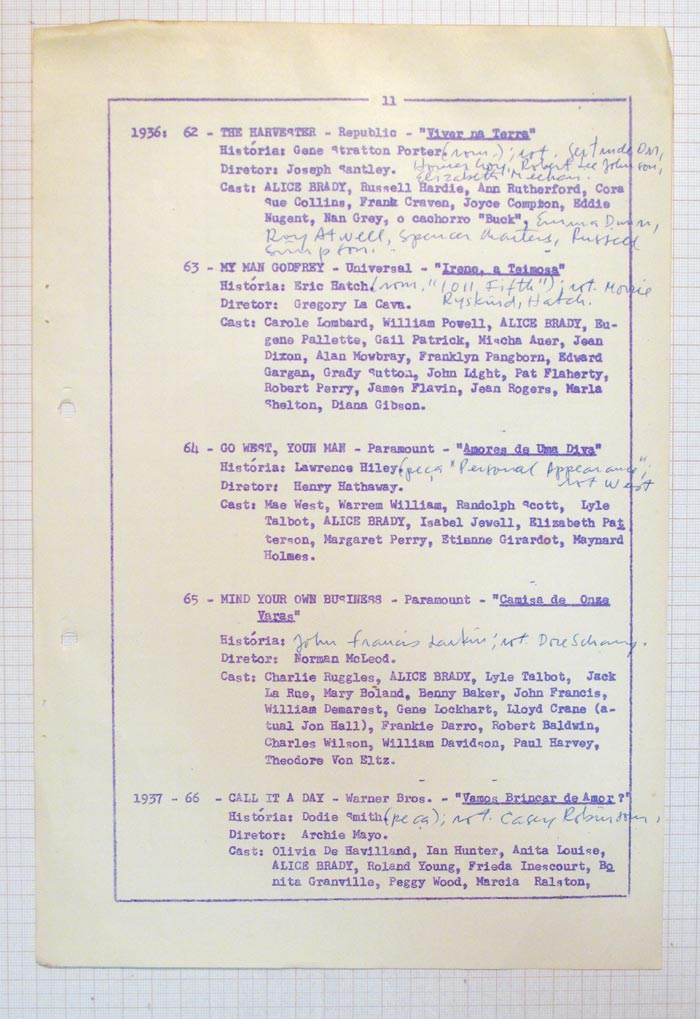 11
1936: 62 - THE HARVESTER - Republic - "Viver na Terra"
História: Gene Stratton Porter (rom.); rot. Gertrude Orr,
Homer Croy, Robert Lee Johnson,
Diretor: Joseph Santley. Elizabeth Meehan.
Cast: ALICE BRADY, Russell Hardie, Ann Rutherford, Cora
Sue Collins, Frank Craven, Joyce Compton, Eddie
Nugent, Nan Grey, o cachorro "Buck", Emma Dunn,
Roy Atwell, Spencer Charters, Russell
Simpson.
63 - MY MAN GODFREY - Universal - "Irene, a Teimosa"
História: Eric Hatch (rom. "1011, Fifth"); rot. Morrie
Diretor: Gregory La Cava. Ryskind, Hatch.
Cast: Carole Lombard, William Powell, ALICE BRADY, Eu-
gene Pallette, Gail Patrick, Mischa Auer, Jean
Dixon, Alan Mowbray, Franklyn Pangborn, Edward
Gargan, Grady Sutton, John Light, Pat Flaherty,
Robert Perry, James Flavin, Jean Rogers, Marla
Shelton, Diana Gibson.
64 - GO WEST, YOUN MAN - Paramount - "Amores de Uma Diva"
História: Lawrence Hiley (peça "Personal Appearance";
Diretor: Henry Hathaway. rot West
Cast: Mae West, Warrem William, Randolph Scott, Lyle
Talbot, ALICE BRADY, Isabel Jewell, Elizabeth Pat
terson, Margaret Perry, Etianne Girardot, Maynard
Holmes.
65 - MIND YOUR OWN BUSINESS - Paramount - "Camisa de Onze
Varas"
História: John Francis Larkin; rot. Dore Schary.
Diretor: Norman McLeod.
Cast: Charlie Ruggles, ALICE BRADY, Lyle Talbot, Jack
La Rue, Mary Boland, Benny Baker, John Francis,
William Demarest, Gene Lockhart, Lloyd Crane (a-
tual Jon Hall), Frankie Darro, Robert Baldwin,
Charles Wilson, William Davidson, Paul Harvey,
Theodore Von Eltz.
1937 - 66 - CALL IT A DAY - Warner Bros. - "Vamos Brincar de Amor?"
História: Dodie Smith (peça); rot. Casey Robinson.
Diretor: Archie Mayo.
Cast: Olivia De Havilland, Ian Hunter, Anita Louise,
ALICE BRADY, Roland Young, Frieda Inescourt, Bo
nita Granville, Peggy Wood, Marcia Ralston,